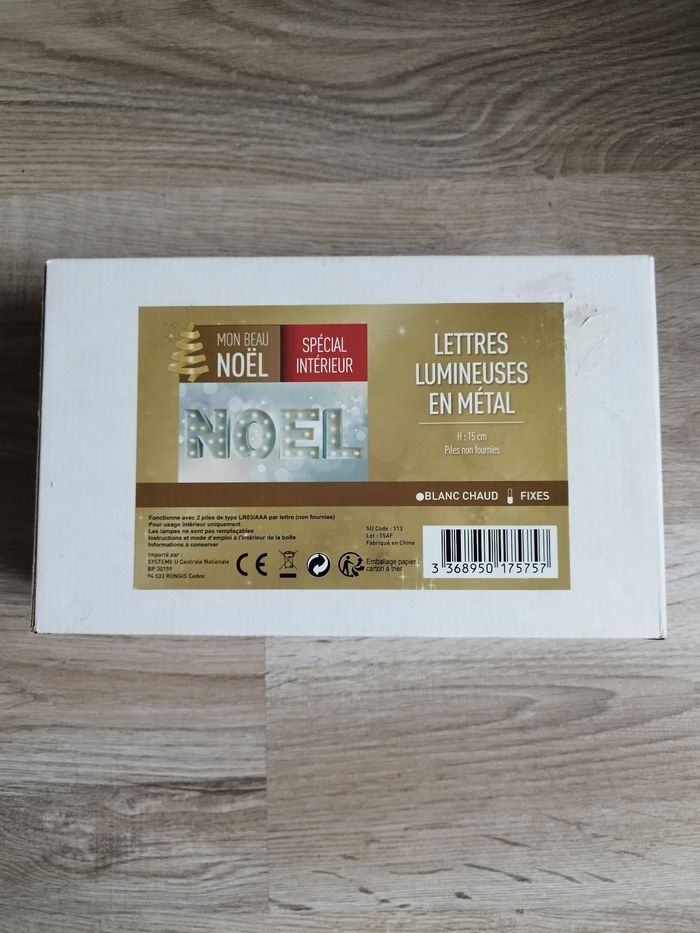 MON BEAU
NOËL
SPÉCIAL
INTÉRIEUR
NOEL
LETTRES
LUMINEUSES
EN MÉTAL
H : 15 cm
Piles non fournies
BLANC CHAUD
FIXES
Fonctionne avec 2 piles de type LR03/AAA par lettre (non fournies)
Pour usage intérieur uniquement
Les lampes ne sont pas remplaçables
Instructions et mode d'emploi à l'intérieur de la boîte
Informations à conserver
Importé par :
SYSTEME U Centrale Nationale
BP 30159
94 533 RUNGIS Cedex
CE
Emballage papier /
carton à trier
SU Code : 113
Lot : 05AF
Fabriqué en Chine
3 368950 175757